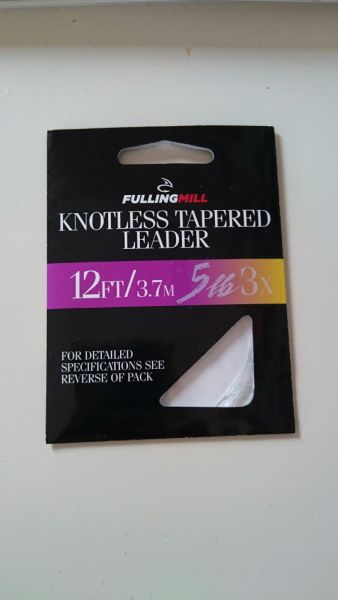 FULLINGMILL
KNOTLESS TAPERED
LEADER
12FT/3.7M 5lb 3X
FOR DETAILED
SPECIFICATIONS SEE
REVERSE OF PACK